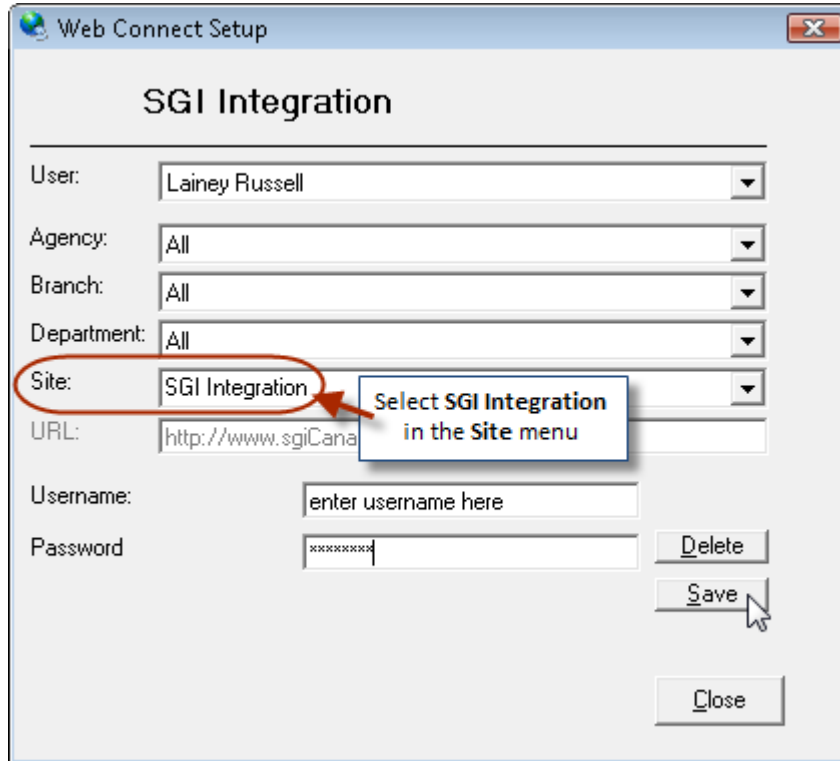 Web Connect Setup
SGI Integration
User: Lainey Russell
Agency: All
Branch: All
Department: All
Site: SGI Integration
Select SGI Integration
in the Site menu
URL: http://www.sgiCana
Username: enter username here
Password ********
Delete
Save
Close